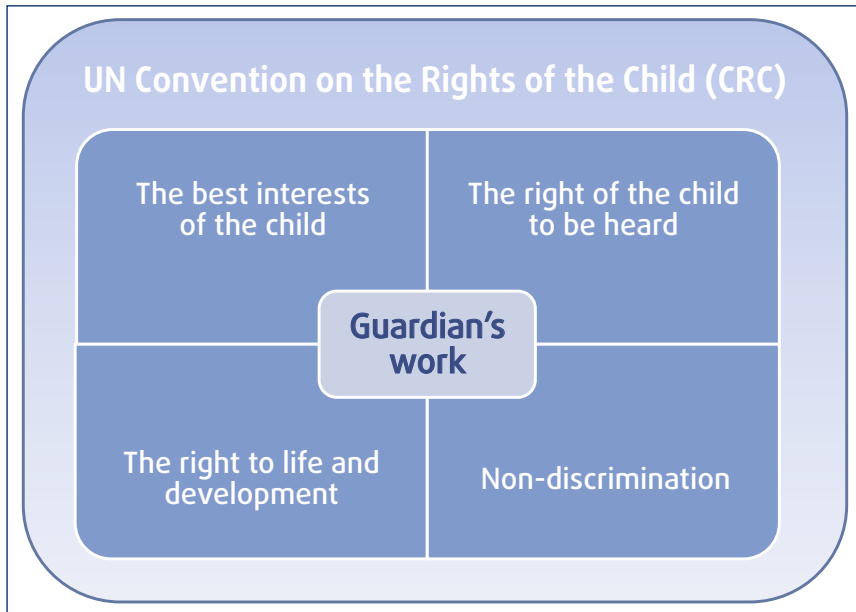 UN Convention on the Rights of the Child (CRC)
The best interests
of the child
The right of the child
to be heard
Guardian’s
work
The right to life and
development
Non-discrimination